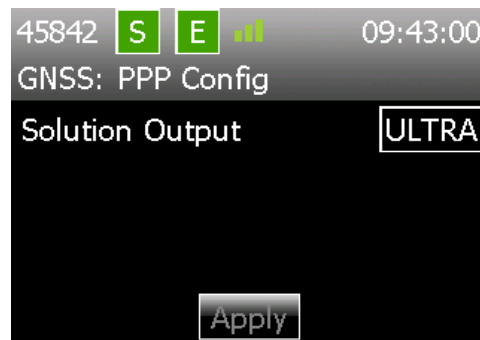 45842 S E 09:43:00
GNSS: PPP Config
Solution Output ULTRA
Apply